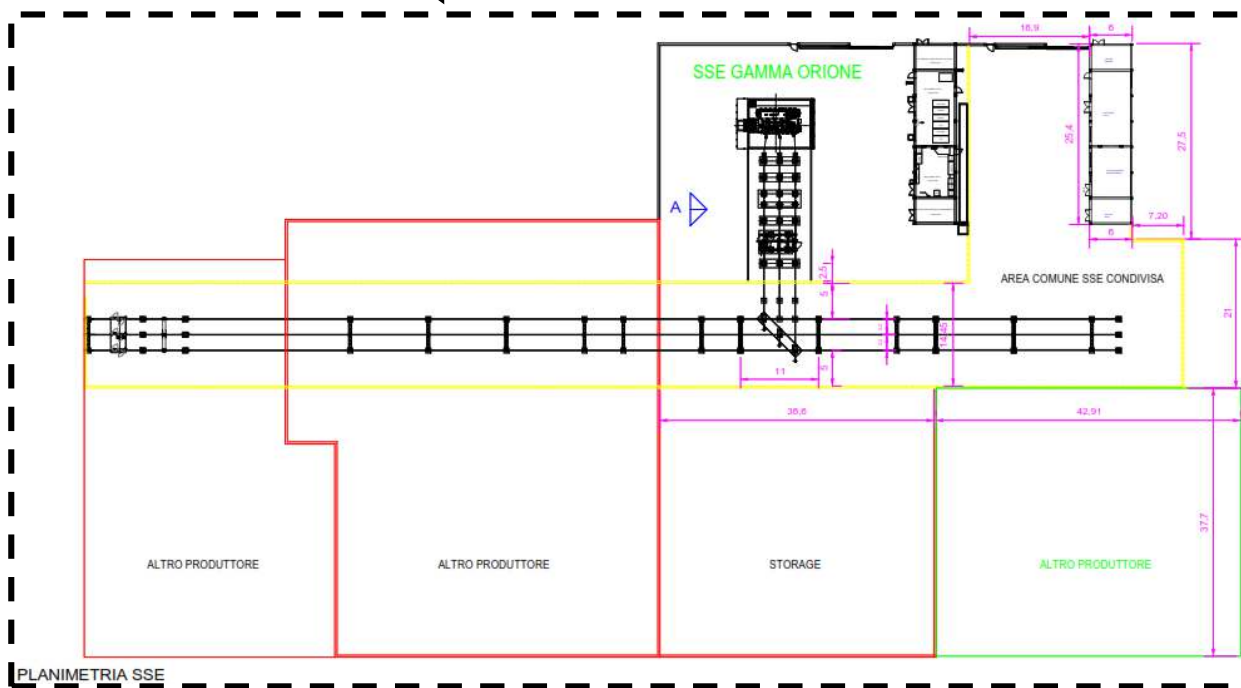 16,9
6
SSE GAMMA ORIONE
25,4
27,5
A
7,20
6
2,5
AREA COMUNE SSE CONDIVISA
5
21
14,45
11
5
42,91
37,7
ALTRO PRODUTTORE
ALTRO PRODUTTORE
STORAGE
ALTRO PRODUTTORE
PLANIMETRIA SSE